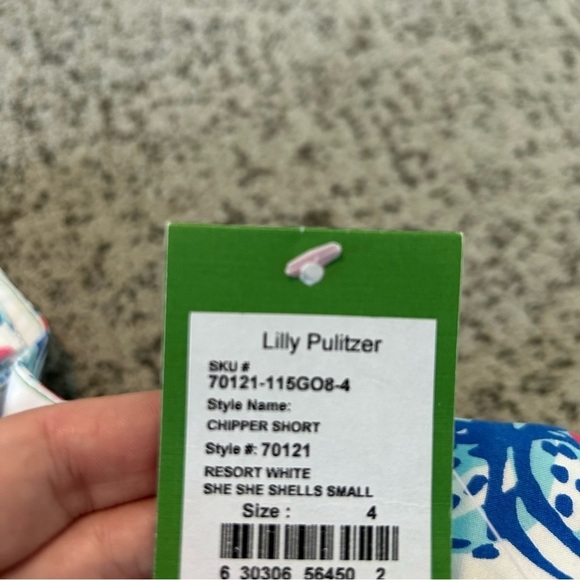 Lilly Pulitzer
SKU #
70121-115GO8-4
Style Name:
CHIPPER SHORT
Style #: 70121
RESORT WHITE
SHE SHE SHELLS SMALL
Size : 4
6 30306 56450 2